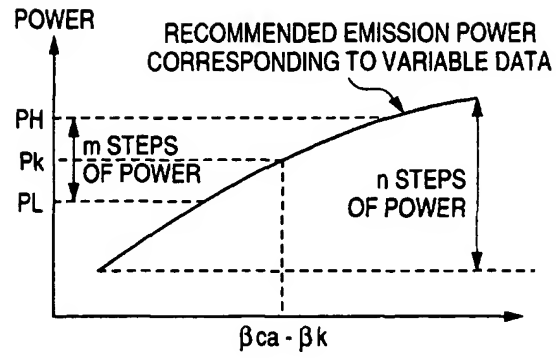 POWER
RECOMMENDED EMISSION POWER
CORRESPONDING TO VARIABLE DATA
PH
m STEPS
OF POWER
Pk
PL
n STEPS
OF POWER
βca - βk